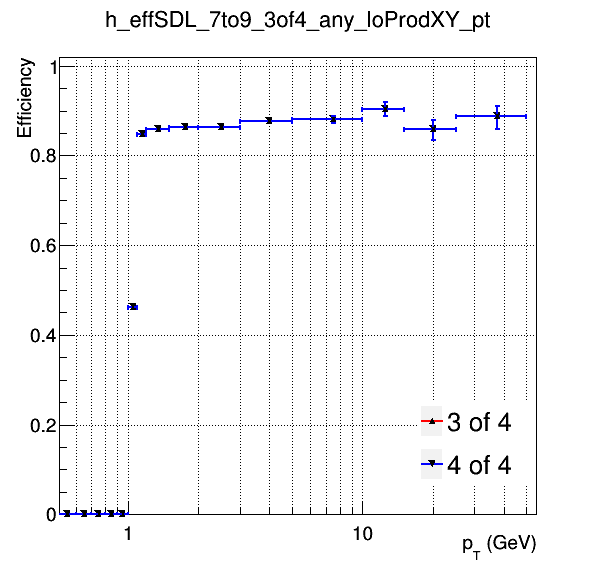 h_effSDL_7to9_3of4_any_loProdXY_pt
Efficiency
1
0.8
0.6
0.4
0.2
0
3 of 4
4 of 4
1
10
p_T (GeV)